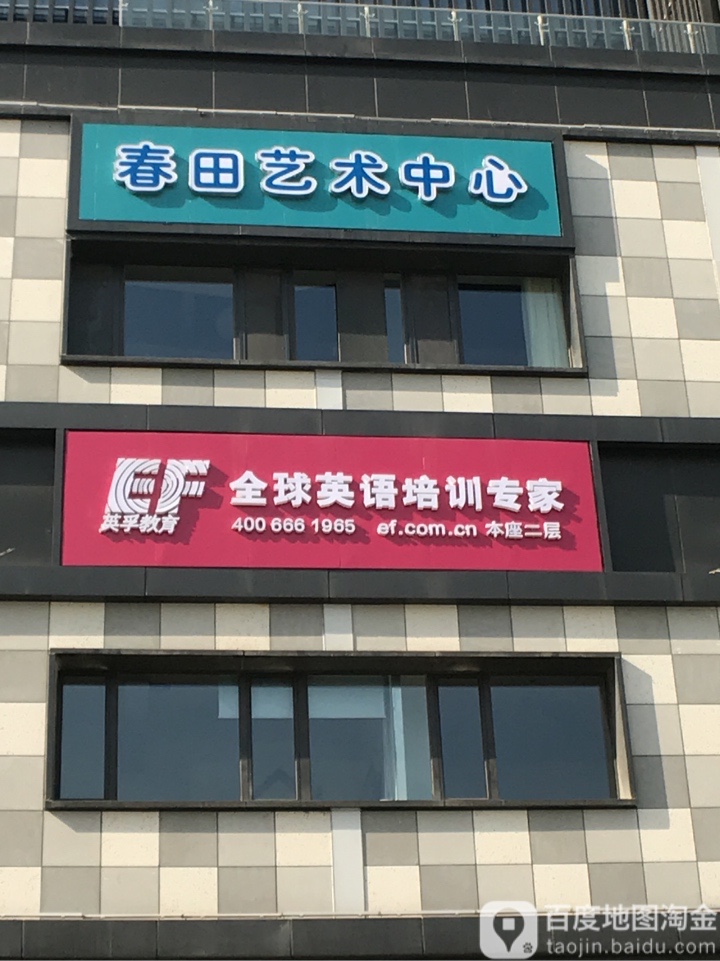 春田艺术中心
EF 全球英语培训专家
英孚教育 400 666 1965 ef.com.cn 本座二层
百度地图淘金
taojin.baidu.com